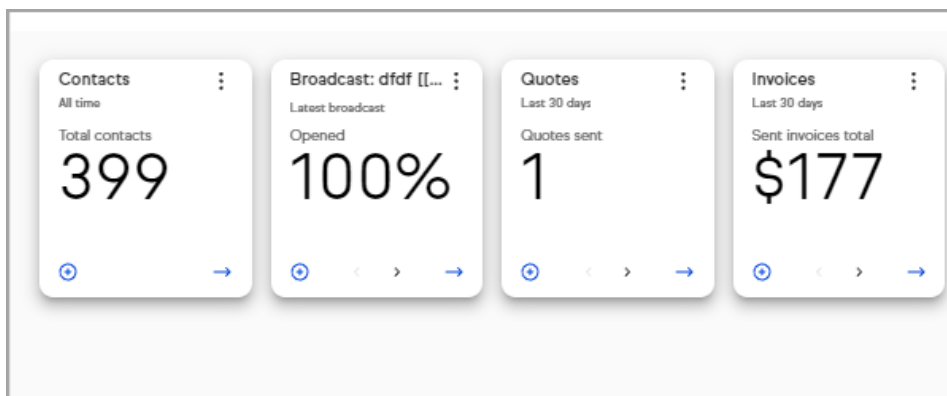 Contacts
All time
Total contacts
399
Broadcast: dfdf [[...
Latest broadcast
Opened
100%
Quotes
Last 30 days
Quotes sent
1
Invoices
Last 30 days
Sent invoices total
$177